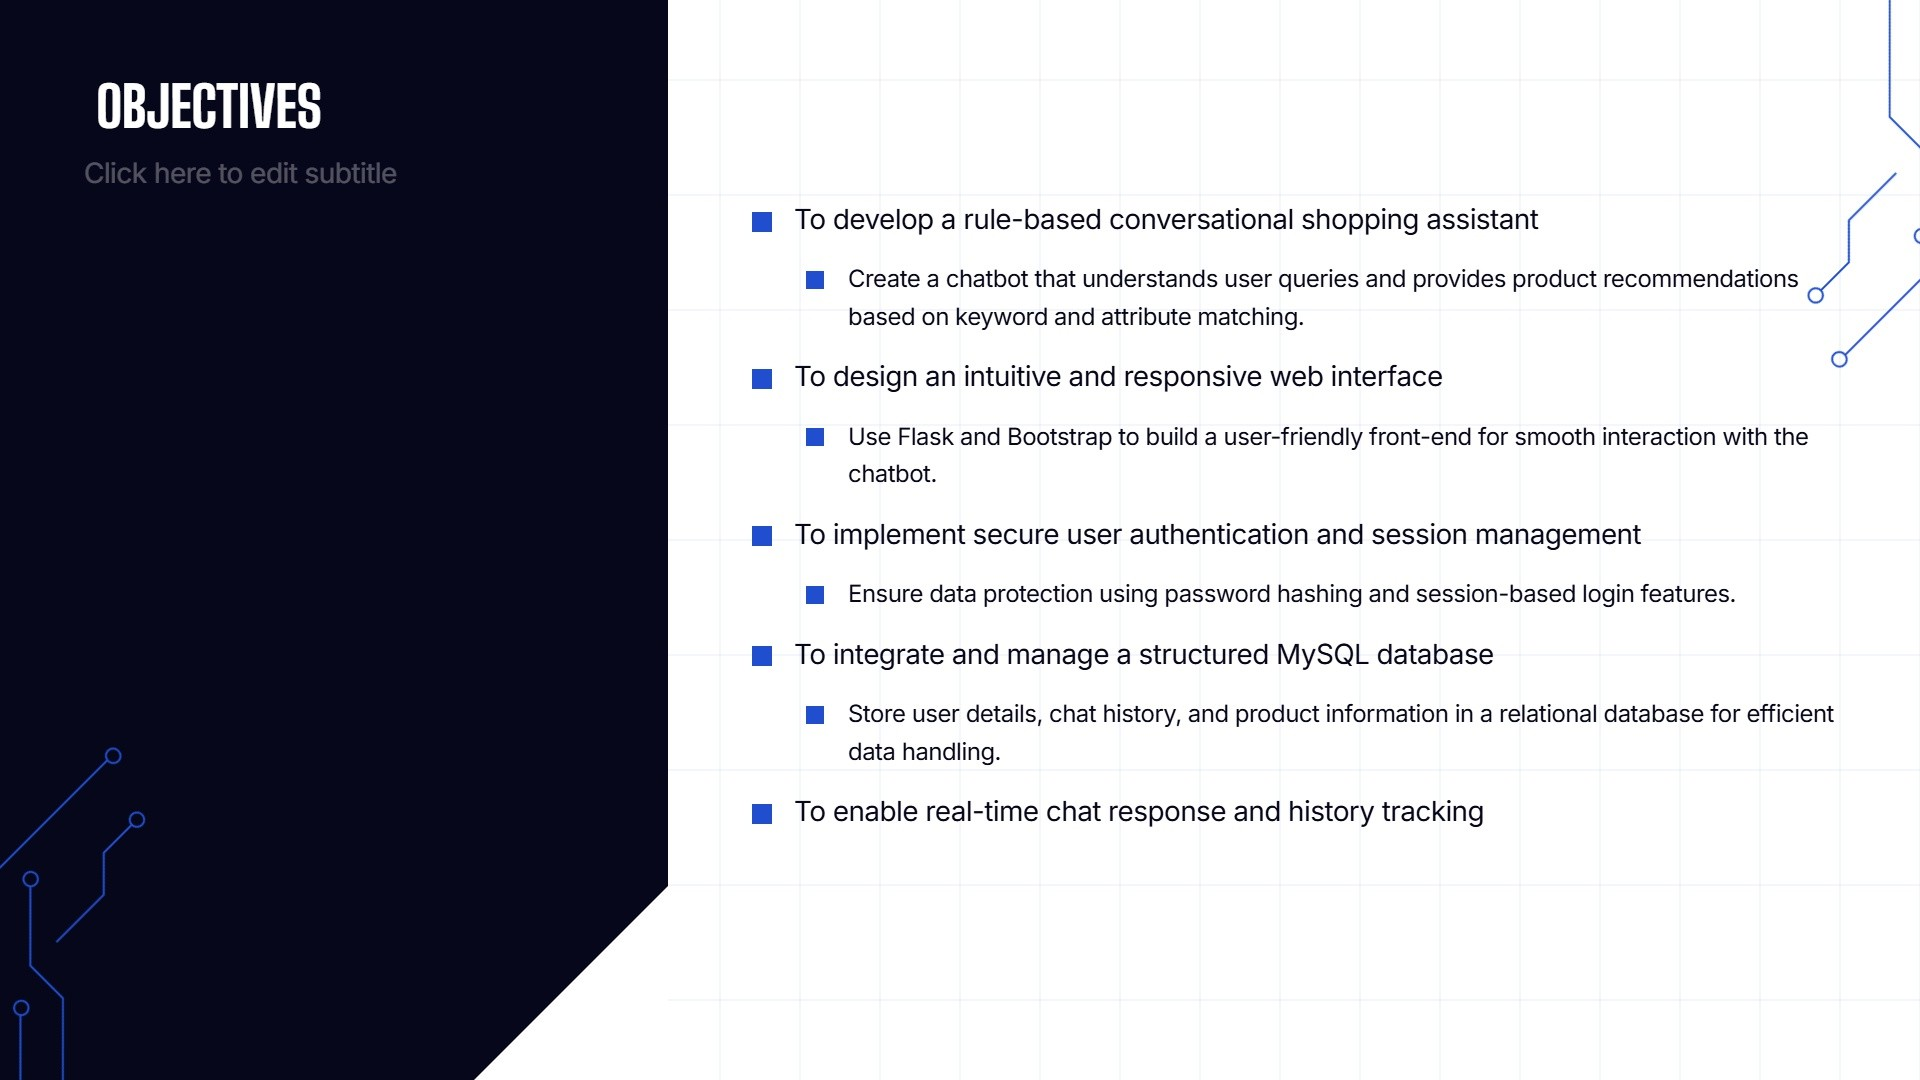 OBJECTIVES
Click here to edit subtitle
To develop a rule-based conversational shopping assistant
Create a chatbot that understands user queries and provides product recommendations
based on keyword and attribute matching.
To design an intuitive and responsive web interface
Use Flask and Bootstrap to build a user-friendly front-end for smooth interaction with the
chatbot.
To implement secure user authentication and session management
Ensure data protection using password hashing and session-based login features.
To integrate and manage a structured MySQL database
Store user details, chat history, and product information in a relational database for efficient
data handling.
To enable real-time chat response and history tracking